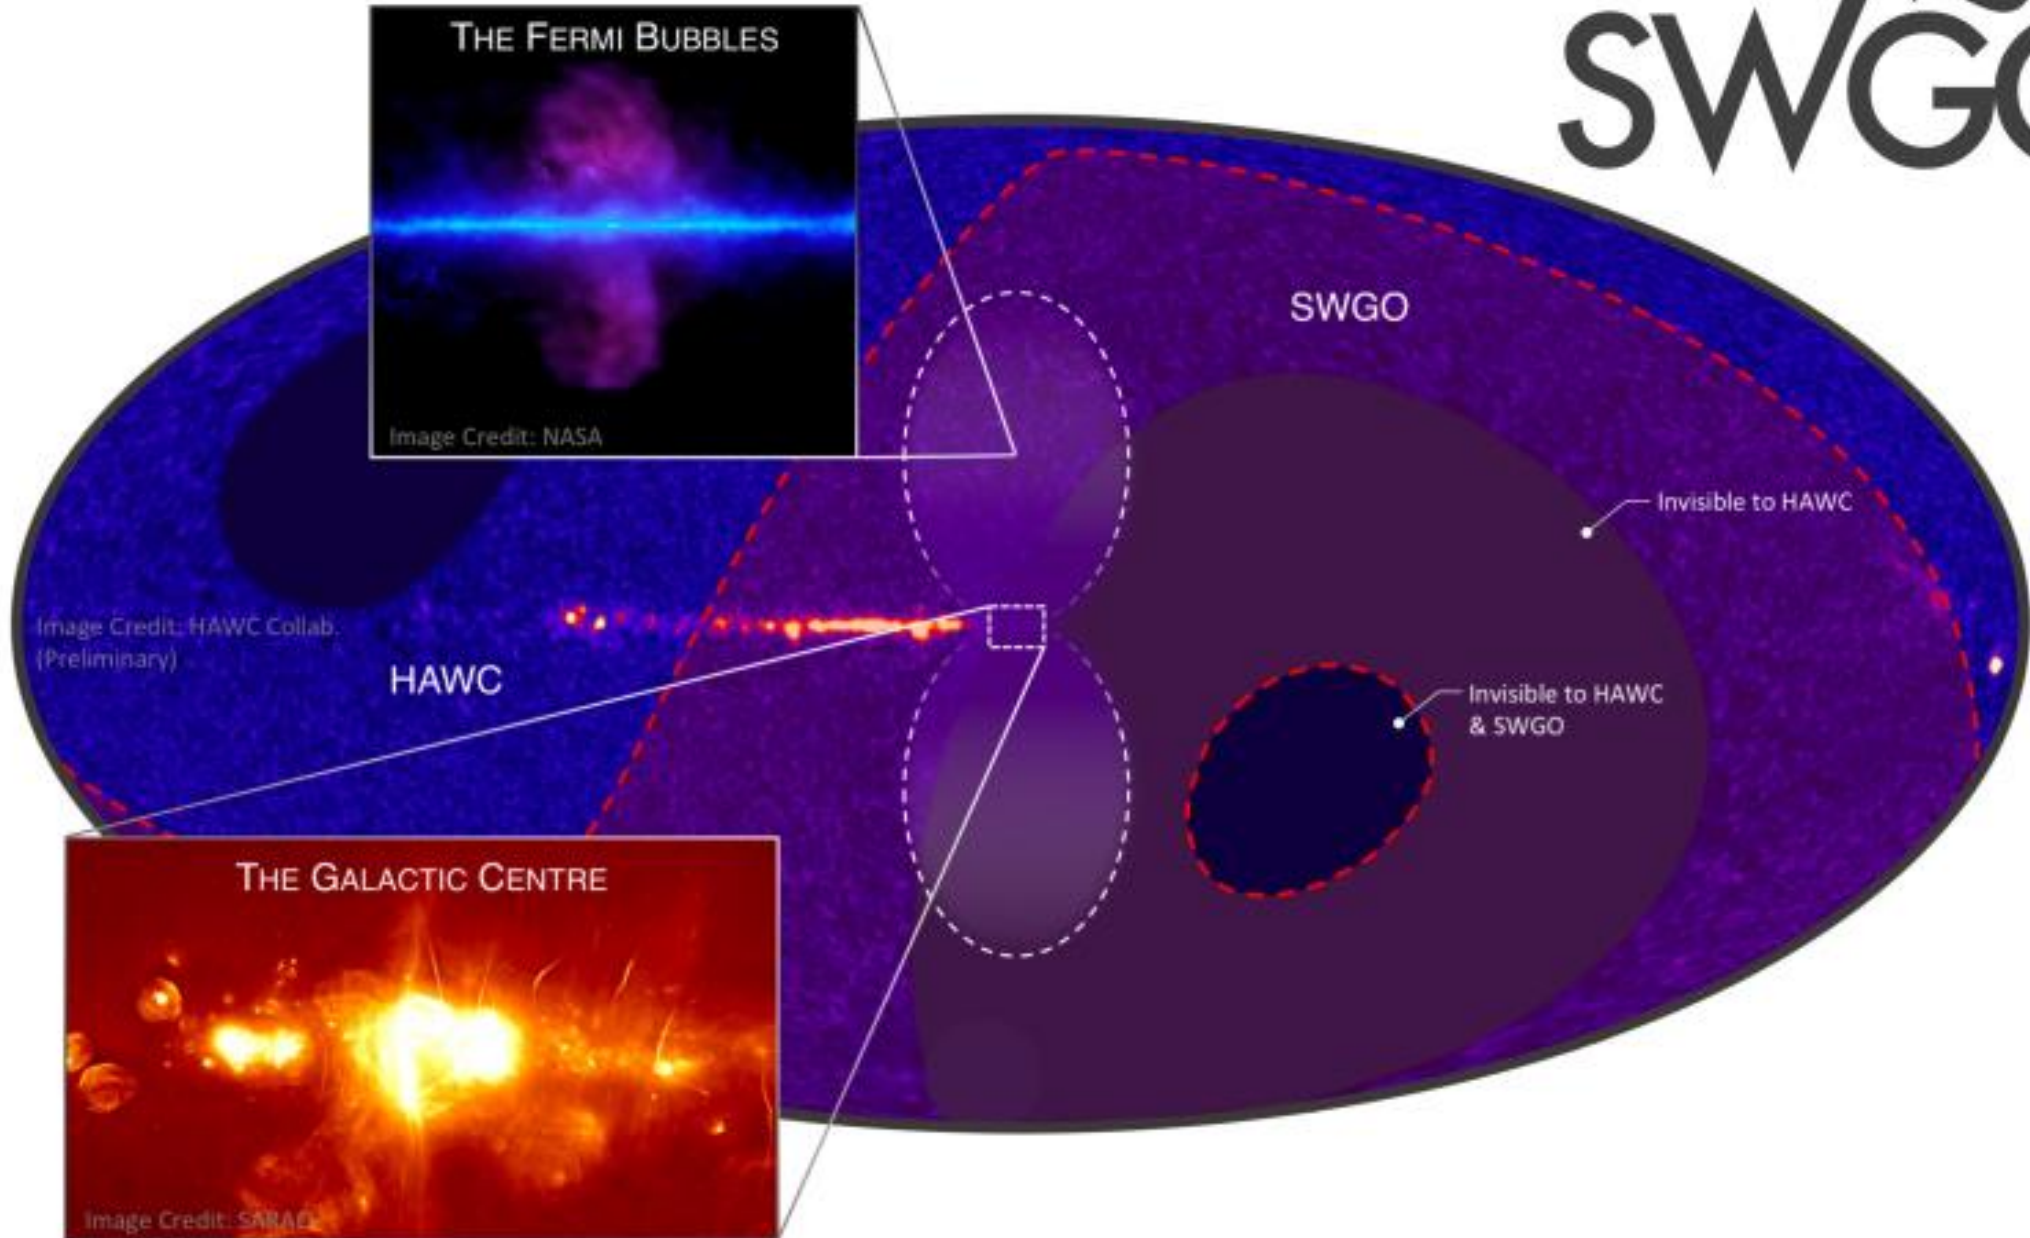 THE FERMI BUBBLES
Image Credit: NASA
SWGO
SWGO
Invisible to HAWC
Image Credit: HAWC Collab.
(Preliminary)
HAWC
Invisible to HAWC
& SWGO
THE GALACTIC CENTRE
Image Credit: SARAO